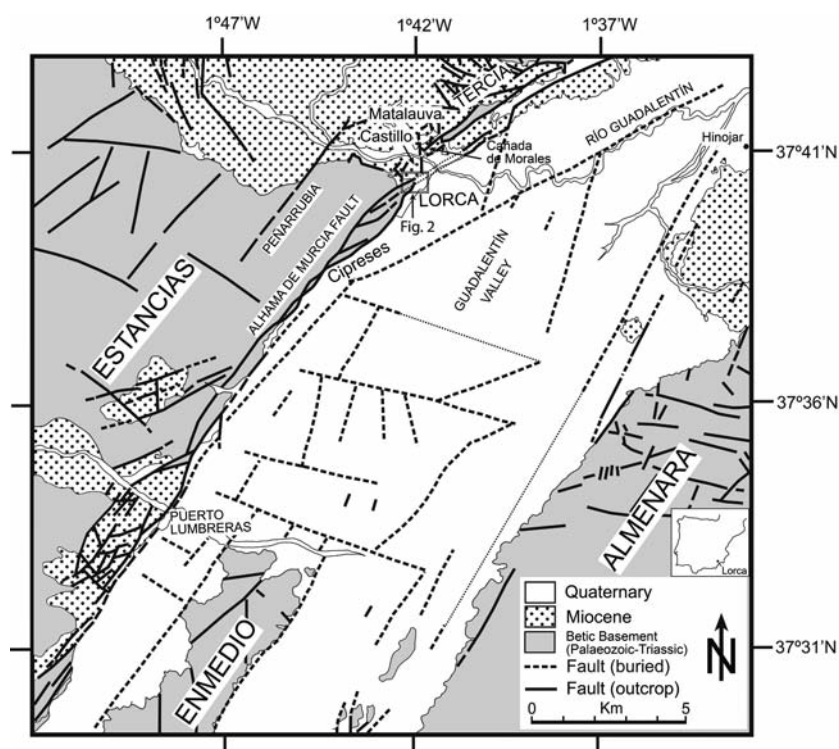 1°47'W
1°42'W
1°37'W
TERCIA
Matalauva
Castillo
Cañada
de Morales
RÍO GUADALENTÍN
Hinojar
37°41'N
LORCA
Fig. 2
PEÑARRUBIA
ALHAMA DE MURCIA FAULT
Cipreses
GUADALENTÍN
VALLEY
ESTANCIAS
37°36'N
ALMENARA
PUERTO
LUMBRERAS
ENMEDIO
Lorca
Quaternary
Miocene
Betic Basement
(Palaeozoic-Triassic)
Fault (buried)
Fault (outcrop)
0 Km 5
N
37°31'N